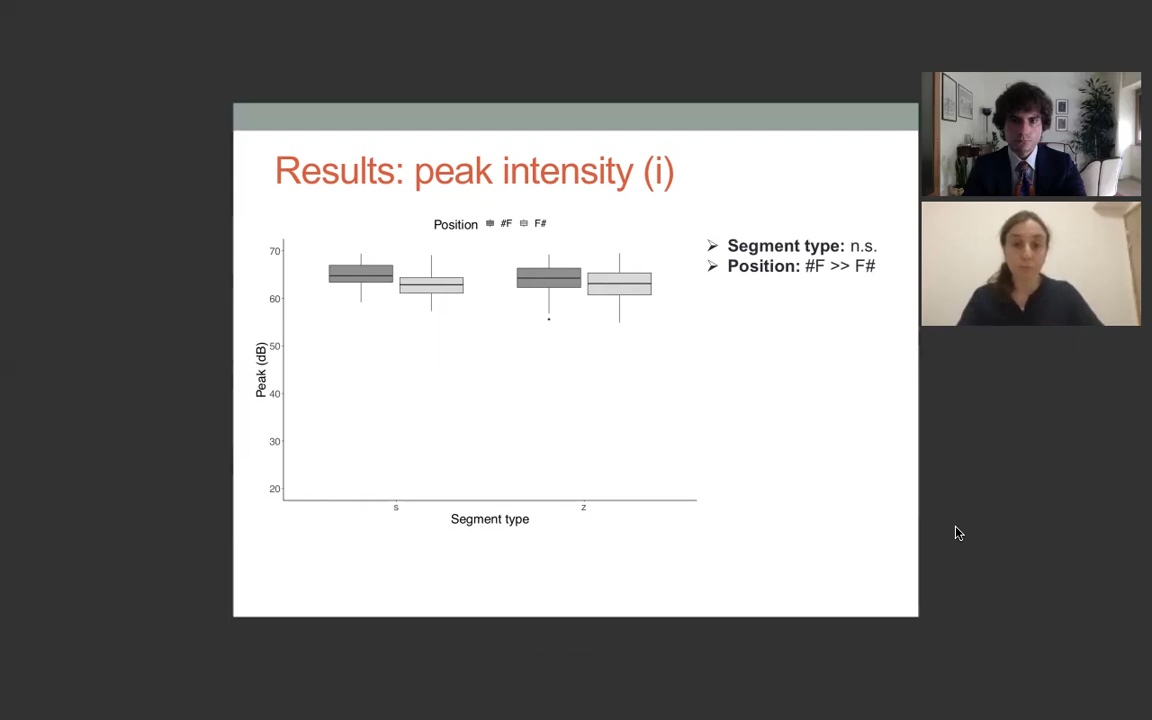 Results: peak intensity (i)
Position #F F#
➢ Segment type: n.s.
➢ Position: #F >> F#
70
60
50
40
30
20
Peak (dB)
s z
Segment type